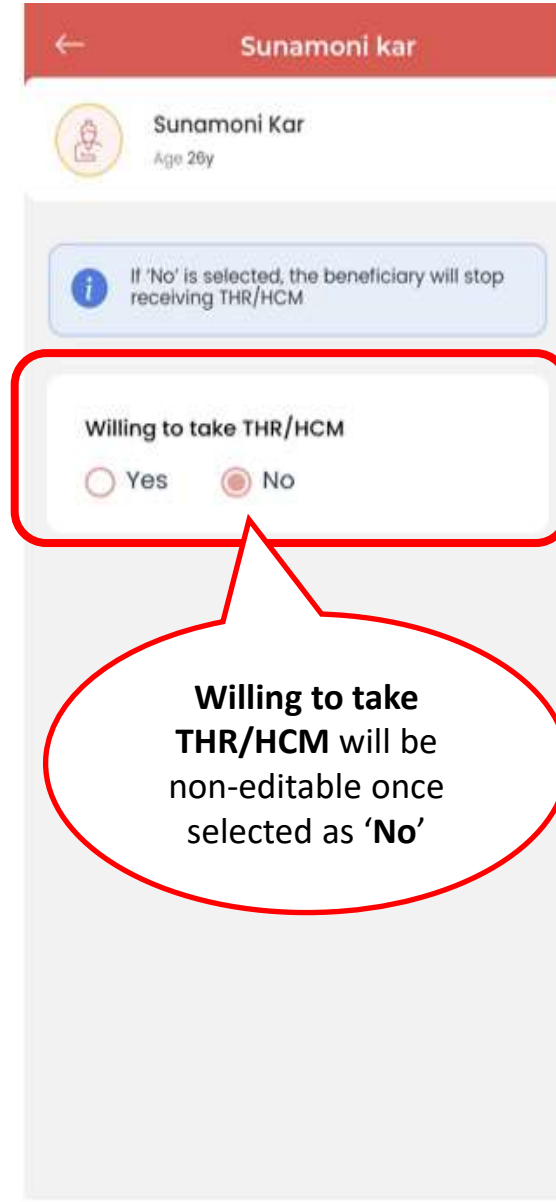 Sunamoni kar
Sunamoni Kar
Age 26y
If 'No' is selected, the beneficiary will stop
receiving THR/HCM
Willing to take THR/HCM
Yes No
Willing to take
THR/HCM will be
non-editable once
selected as ‘No’